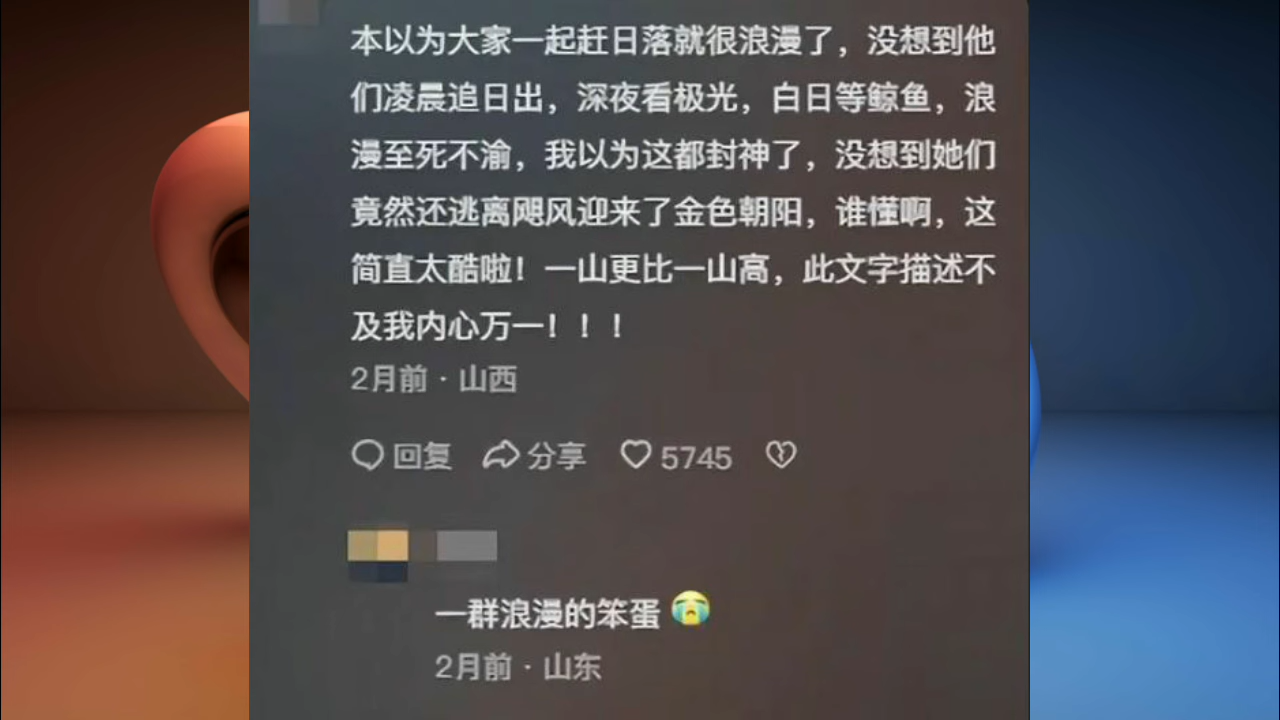 本以为大家一起赶日落就很浪漫了，没想到他
们凌晨追日出，深夜看极光，白日等鲸鱼，浪
漫至死不渝，我以为这都封神了，没想到她们
竟然还逃离飓风迎来了金色朝阳，谁懂啊，这
简直太酷啦！一山更比一山高，此文字描述不
及我内心万一！！！
2月前 · 山西
回复 分享 5745
一群浪漫的笨蛋 😭
2月前 · 山东